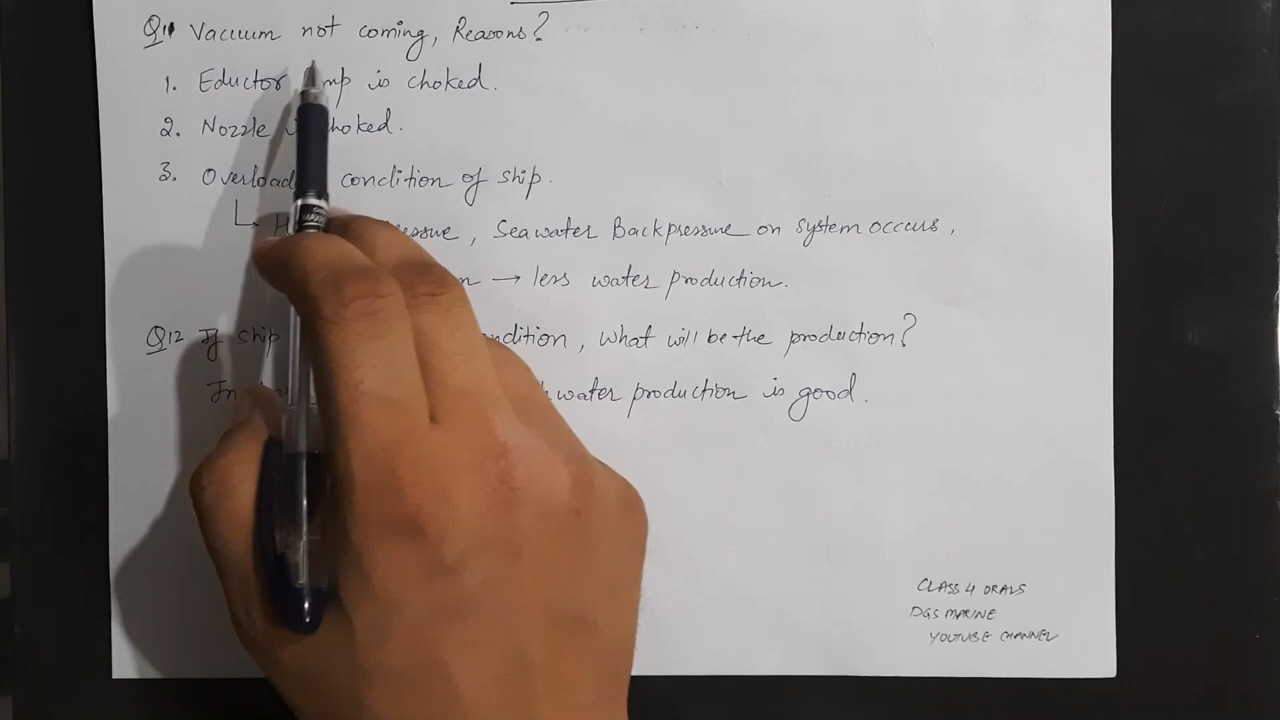 Q11 Vacuum not coming, Reasons?
1. Eductor is choked.
2. Nozzle choked.
3. condition of ship.
, Seawater Backpressure on system occurs,
→ less water production.
Q12 If ship , what will be the production?
In water production is good.
CLASS 4 ORALS
DGS MARINE
YOUTUBE CHANNEL